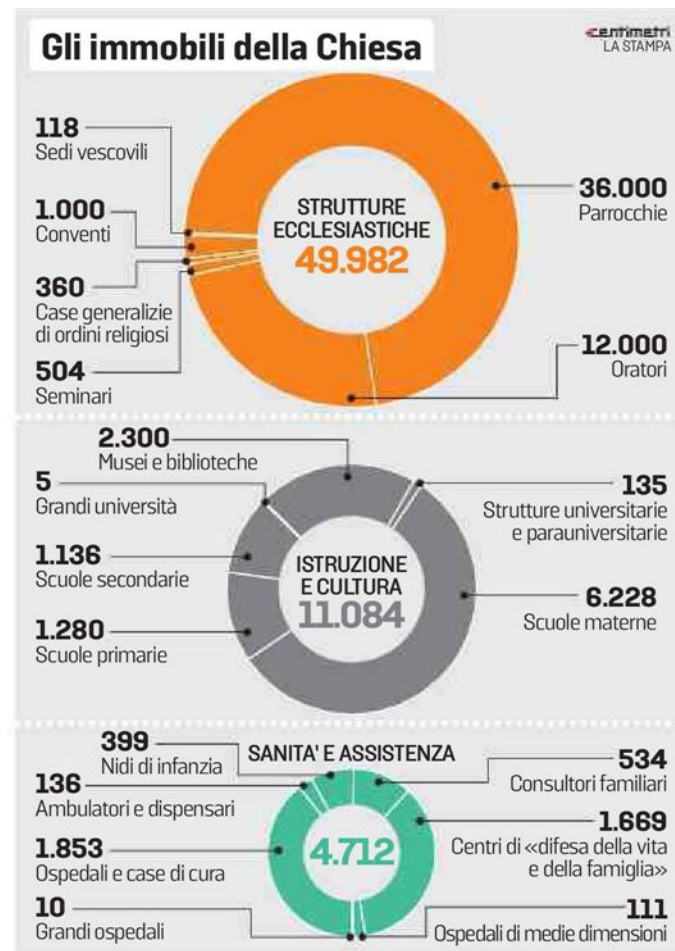 Gli immobili della Chiesa
centimetri
LA STAMPA
118
Sedi vescovili
1.000
Conventi
360
Case generalizie
di ordini religiosi
504
Seminari
STRUTTURE
ECCLESIASTICHE
49.982
36.000
Parrocchie
12.000
Oratori
2.300
Musei e biblioteche
5
Grandi università
1.136
Scuole secondarie
1.280
Scuole primarie
ISTRUZIONE
E CULTURA
11.084
135
Strutture universitarie
e parauniversitarie
6.228
Scuole materne
SANITA' E ASSISTENZA
399
Nidi di infanzia
136
Ambulatori e dispensari
1.853
Ospedali e case di cura
10
Grandi ospedali
4.712
534
Consultori familiari
1.669
Centri di «difesa della vita
e della famiglia»
111
Ospedali di medie dimensioni